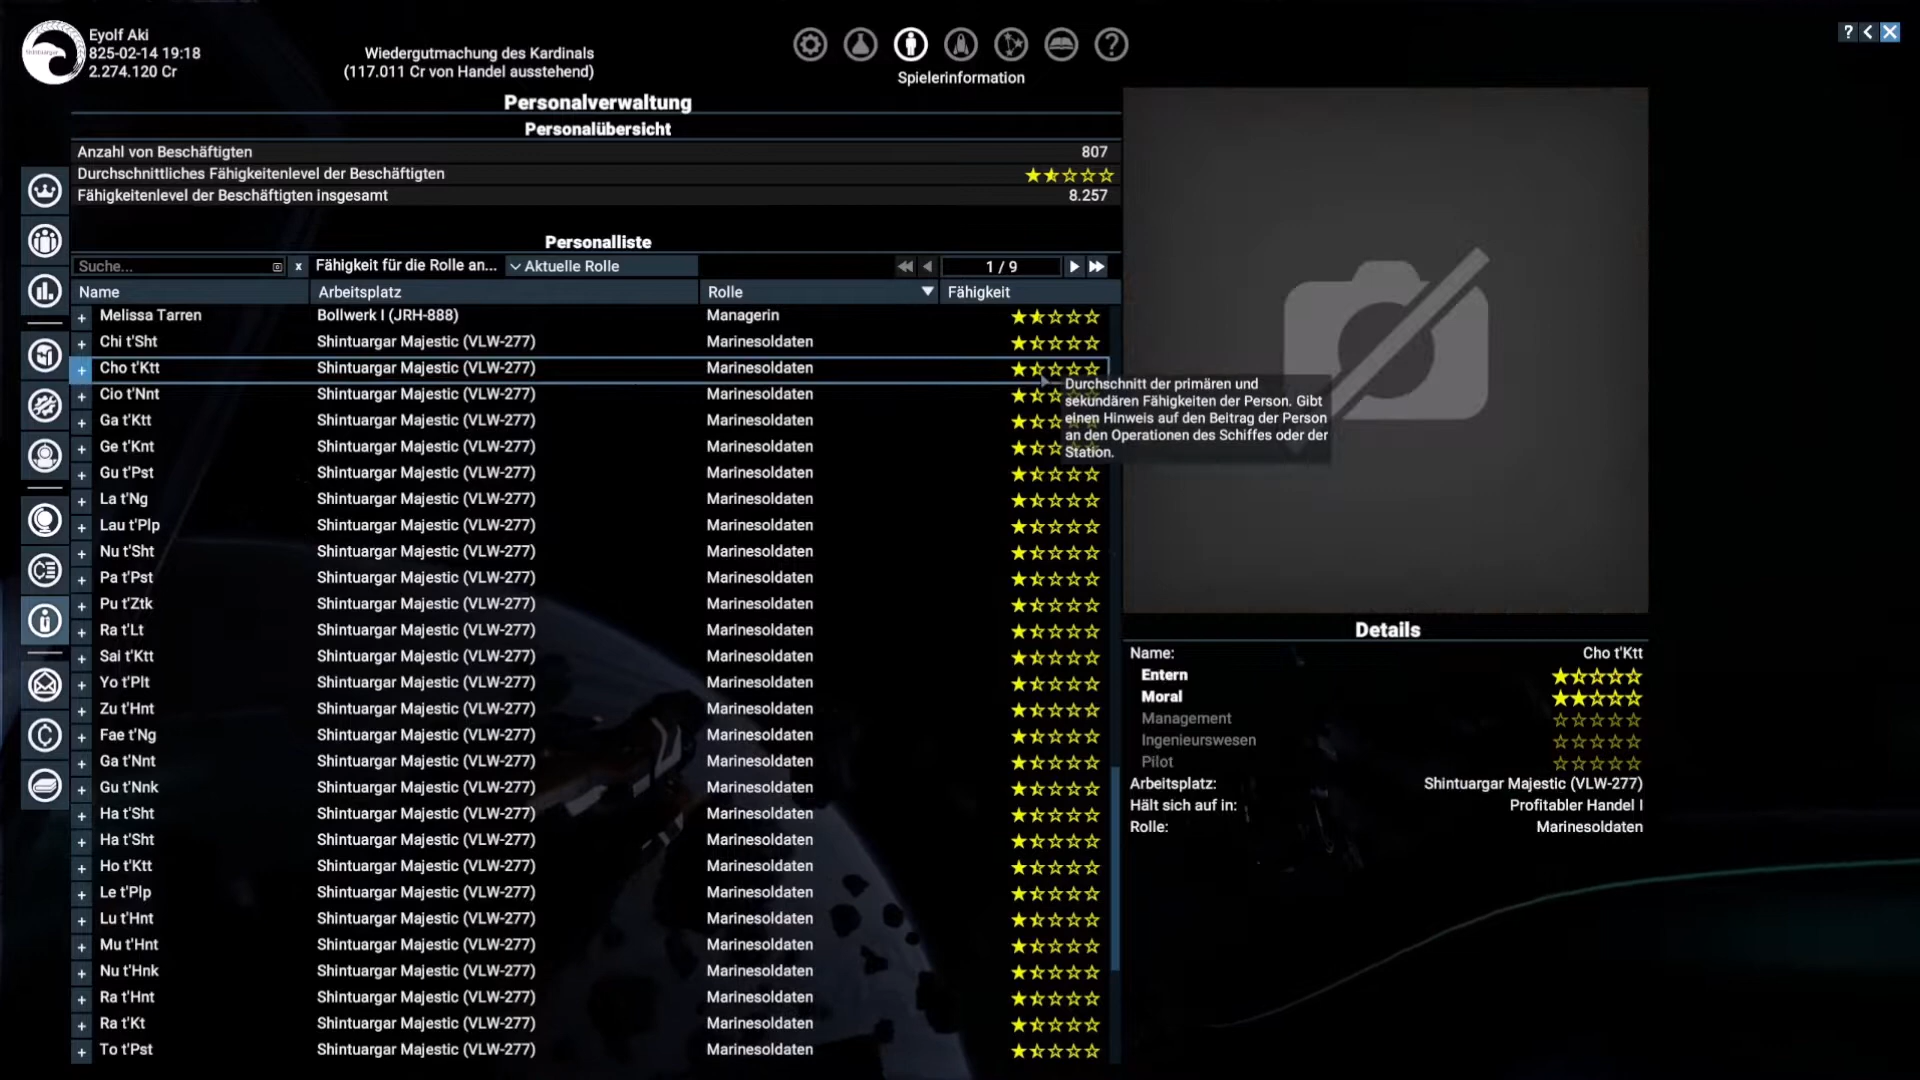 Eyolf Aki
825-02-14 19:18
2.274.120 Cr
Wiedergutmachung des Kardinals
(117.011 Cr von Handel ausstehend)
Spielerinformation
Personalverwaltung
Personalübersicht
Anzahl von Beschäftigten 807
Durchschnittliches Fähigkeitenlevel der Beschäftigten
Fähigkeitenlevel der Beschäftigten insgesamt 8.257
Personalliste
Suche... x Fähigkeit für die Rolle an... Aktuelle Rolle 1 / 9
Name Arbeitsplatz Rolle Fähigkeit
+ Melissa Tarren Bollwerk I (JRH-888) Managerin
+ Chi t'Sht Shintuargar Majestic (VLW-277) Marinesoldaten
+ Cho t'Ktt Shintuargar Majestic (VLW-277) Marinesoldaten
+ Cio t'Nnt Shintuargar Majestic (VLW-277) Marinesoldaten
+ Ga t'Ktt Shintuargar Majestic (VLW-277) Marinesoldaten
+ Ge t'Knt Shintuargar Majestic (VLW-277) Marinesoldaten
+ Gu t'Pst Shintuargar Majestic (VLW-277) Marinesoldaten
+ La t'Ng Shintuargar Majestic (VLW-277) Marinesoldaten
+ Lau t'Plp Shintuargar Majestic (VLW-277) Marinesoldaten
+ Nu t'Sht Shintuargar Majestic (VLW-277) Marinesoldaten
+ Pa t'Pst Shintuargar Majestic (VLW-277) Marinesoldaten
+ Pu t'Ztk Shintuargar Majestic (VLW-277) Marinesoldaten
+ Ra t'Lt Shintuargar Majestic (VLW-277) Marinesoldaten
+ Sai t'Ktt Shintuargar Majestic (VLW-277) Marinesoldaten
+ Yo t'Plt Shintuargar Majestic (VLW-277) Marinesoldaten
+ Zu t'Hnt Shintuargar Majestic (VLW-277) Marinesoldaten
+ Fae t'Ng Shintuargar Majestic (VLW-277) Marinesoldaten
+ Ga t'Nnt Shintuargar Majestic (VLW-277) Marinesoldaten
+ Gu t'Nnk Shintuargar Majestic (VLW-277) Marinesoldaten
+ Ha t'Sht Shintuargar Majestic (VLW-277) Marinesoldaten
+ Ha t'Sht Shintuargar Majestic (VLW-277) Marinesoldaten
+ Ho t'Ktt Shintuargar Majestic (VLW-277) Marinesoldaten
+ Le t'Plp Shintuargar Majestic (VLW-277) Marinesoldaten
+ Lu t'Hnt Shintuargar Majestic (VLW-277) Marinesoldaten
+ Mu t'Hnt Shintuargar Majestic (VLW-277) Marinesoldaten
+ Nu t'Hnk Shintuargar Majestic (VLW-277) Marinesoldaten
+ Ra t'Hnt Shintuargar Majestic (VLW-277) Marinesoldaten
+ Ra t'Kt Shintuargar Majestic (VLW-277) Marinesoldaten
+ To t'Pst Shintuargar Majestic (VLW-277) Marinesoldaten
Durchschnitt der primären und
sekundären Fähigkeiten der Person. Gibt
einen Hinweis auf den Beitrag der Person
an den Operationen des Schiffes oder der
Station.
Details
Name: Cho t'Ktt
Entern
Moral
Management
Ingenieurswesen
Pilot
Arbeitsplatz: Shintuargar Majestic (VLW-277)
Hält sich auf in: Profitabler Handel I
Rolle: Marinesoldaten